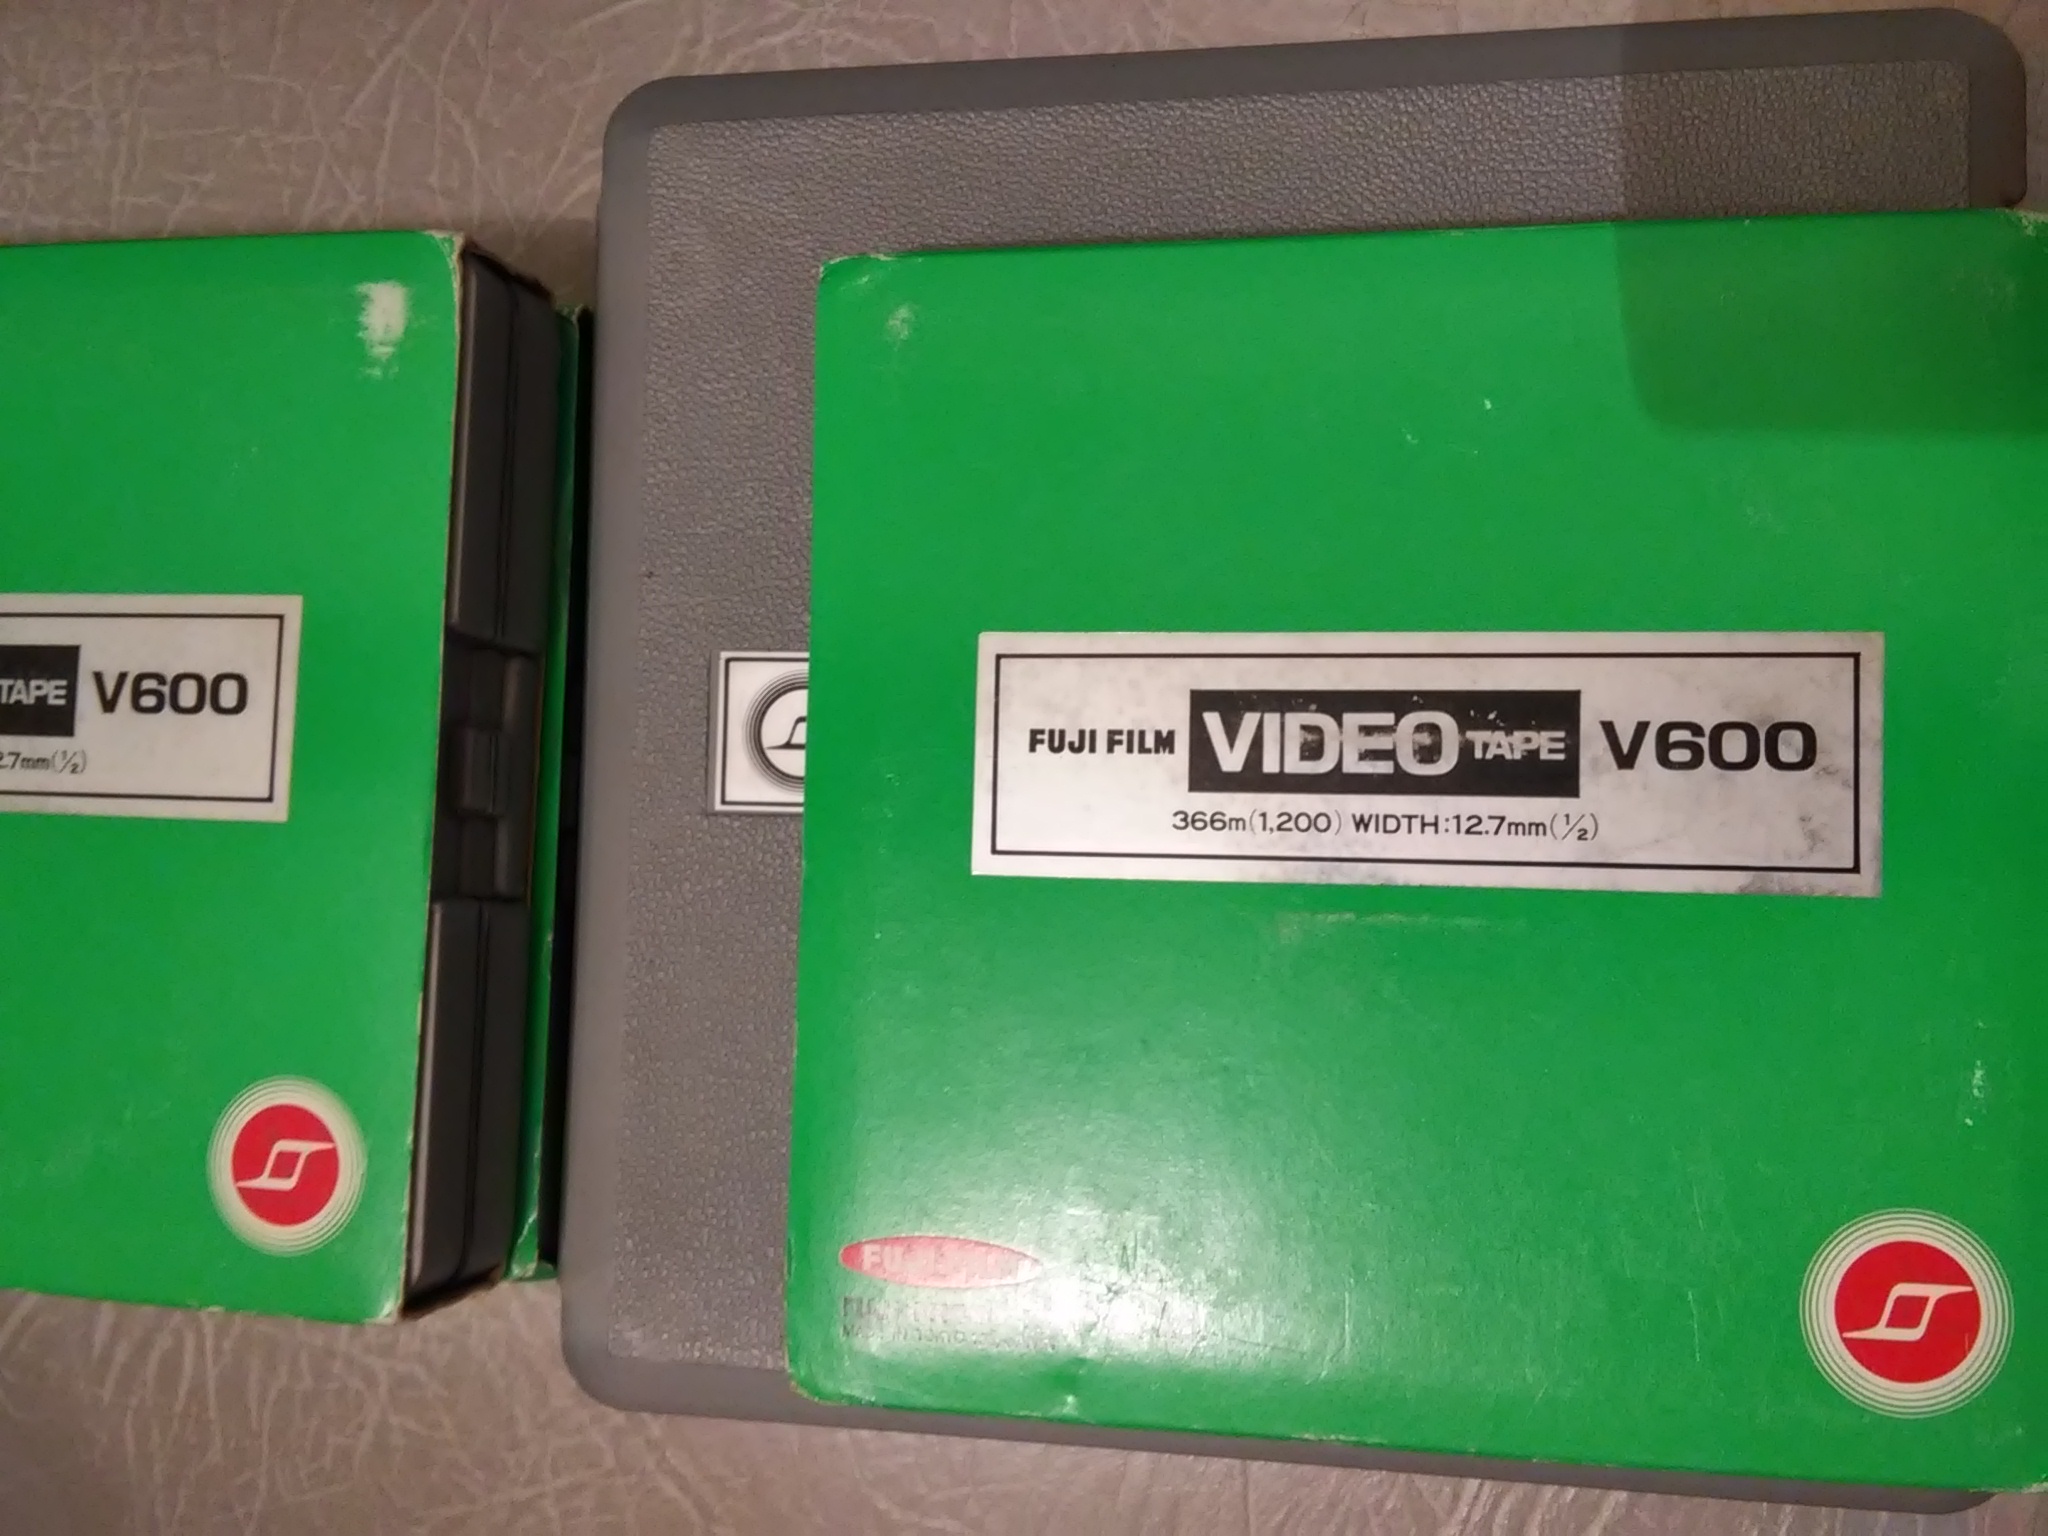 TAPE V600
2.7mm(½)
FUJI FILM VIDEO TAPE V600
366m(1,200) WIDTH:12.7mm(½)